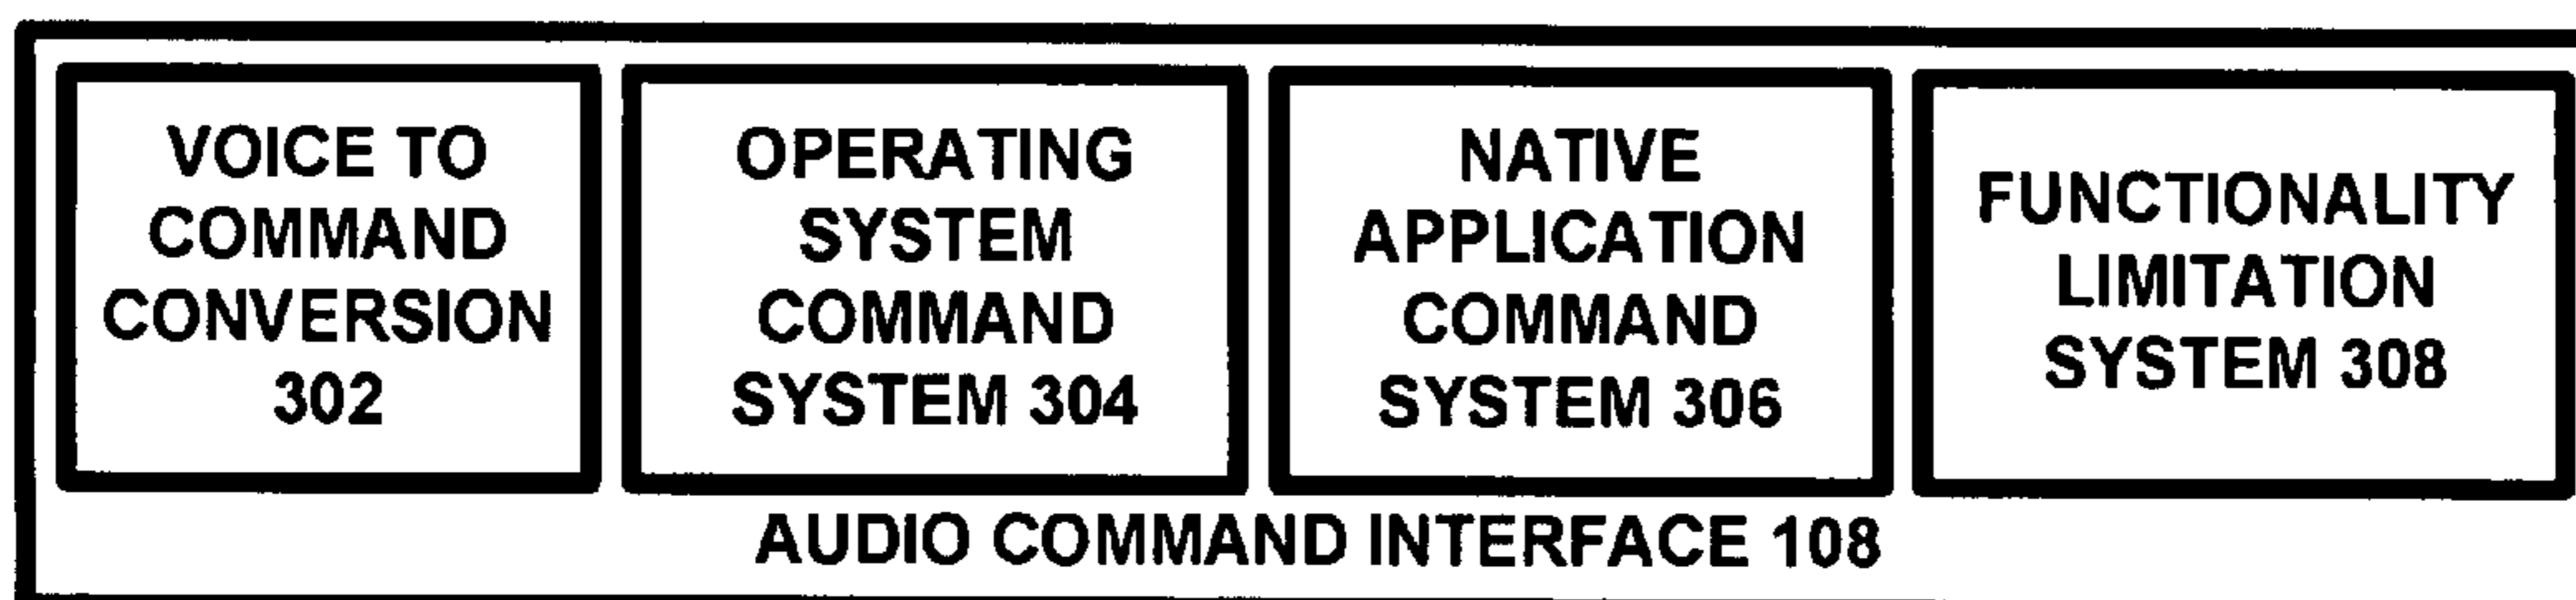 VOICE TO
COMMAND
CONVERSION
302
OPERATING
SYSTEM
COMMAND
SYSTEM 304
NATIVE
APPLICATION
COMMAND
SYSTEM 306
FUNCTIONALITY
LIMITATION
SYSTEM 308
AUDIO COMMAND INTERFACE 108